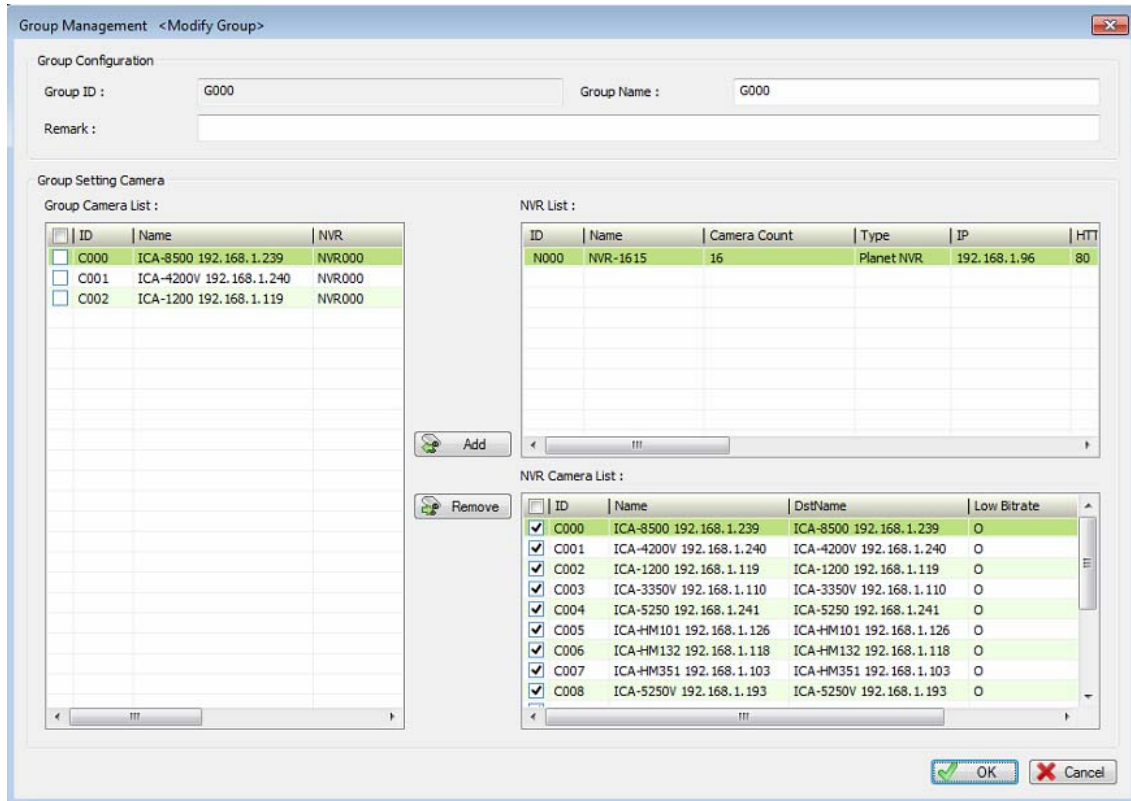 Group Management <Modify Group>
Group Configuration
Group ID : G000 Group Name : G000
Remark :
Group Setting Camera
Group Camera List :
ID Name NVR
C000 ICA-8500 192.168.1.239 NVR000
C001 ICA-4200V 192.168.1.240 NVR000
C002 ICA-1200 192.168.1.119 NVR000
Add
Remove
NVR List :
ID Name Camera Count Type IP HTT
N000 NVR-1615 16 Planet NVR 192.168.1.96 80
NVR Camera List :
ID Name DstName Low Bitrate
C000 ICA-8500 192.168.1.239 ICA-8500 192.168.1.239 O
C001 ICA-4200V 192.168.1.240 ICA-4200V 192.168.1.240 O
C002 ICA-1200 192.168.1.119 ICA-1200 192.168.1.119 O
C003 ICA-3350V 192.168.1.110 ICA-3350V 192.168.1.110 O
C004 ICA-5250 192.168.1.241 ICA-5250 192.168.1.241 O
C005 ICA-HM101 192.168.1.126 ICA-HM101 192.168.1.126 O
C006 ICA-HM132 192.168.1.118 ICA-HM132 192.168.1.118 O
C007 ICA-HM351 192.168.1.103 ICA-HM351 192.168.1.103 O
C008 ICA-5250V 192.168.1.193 ICA-5250V 192.168.1.193 O
OK Cancel